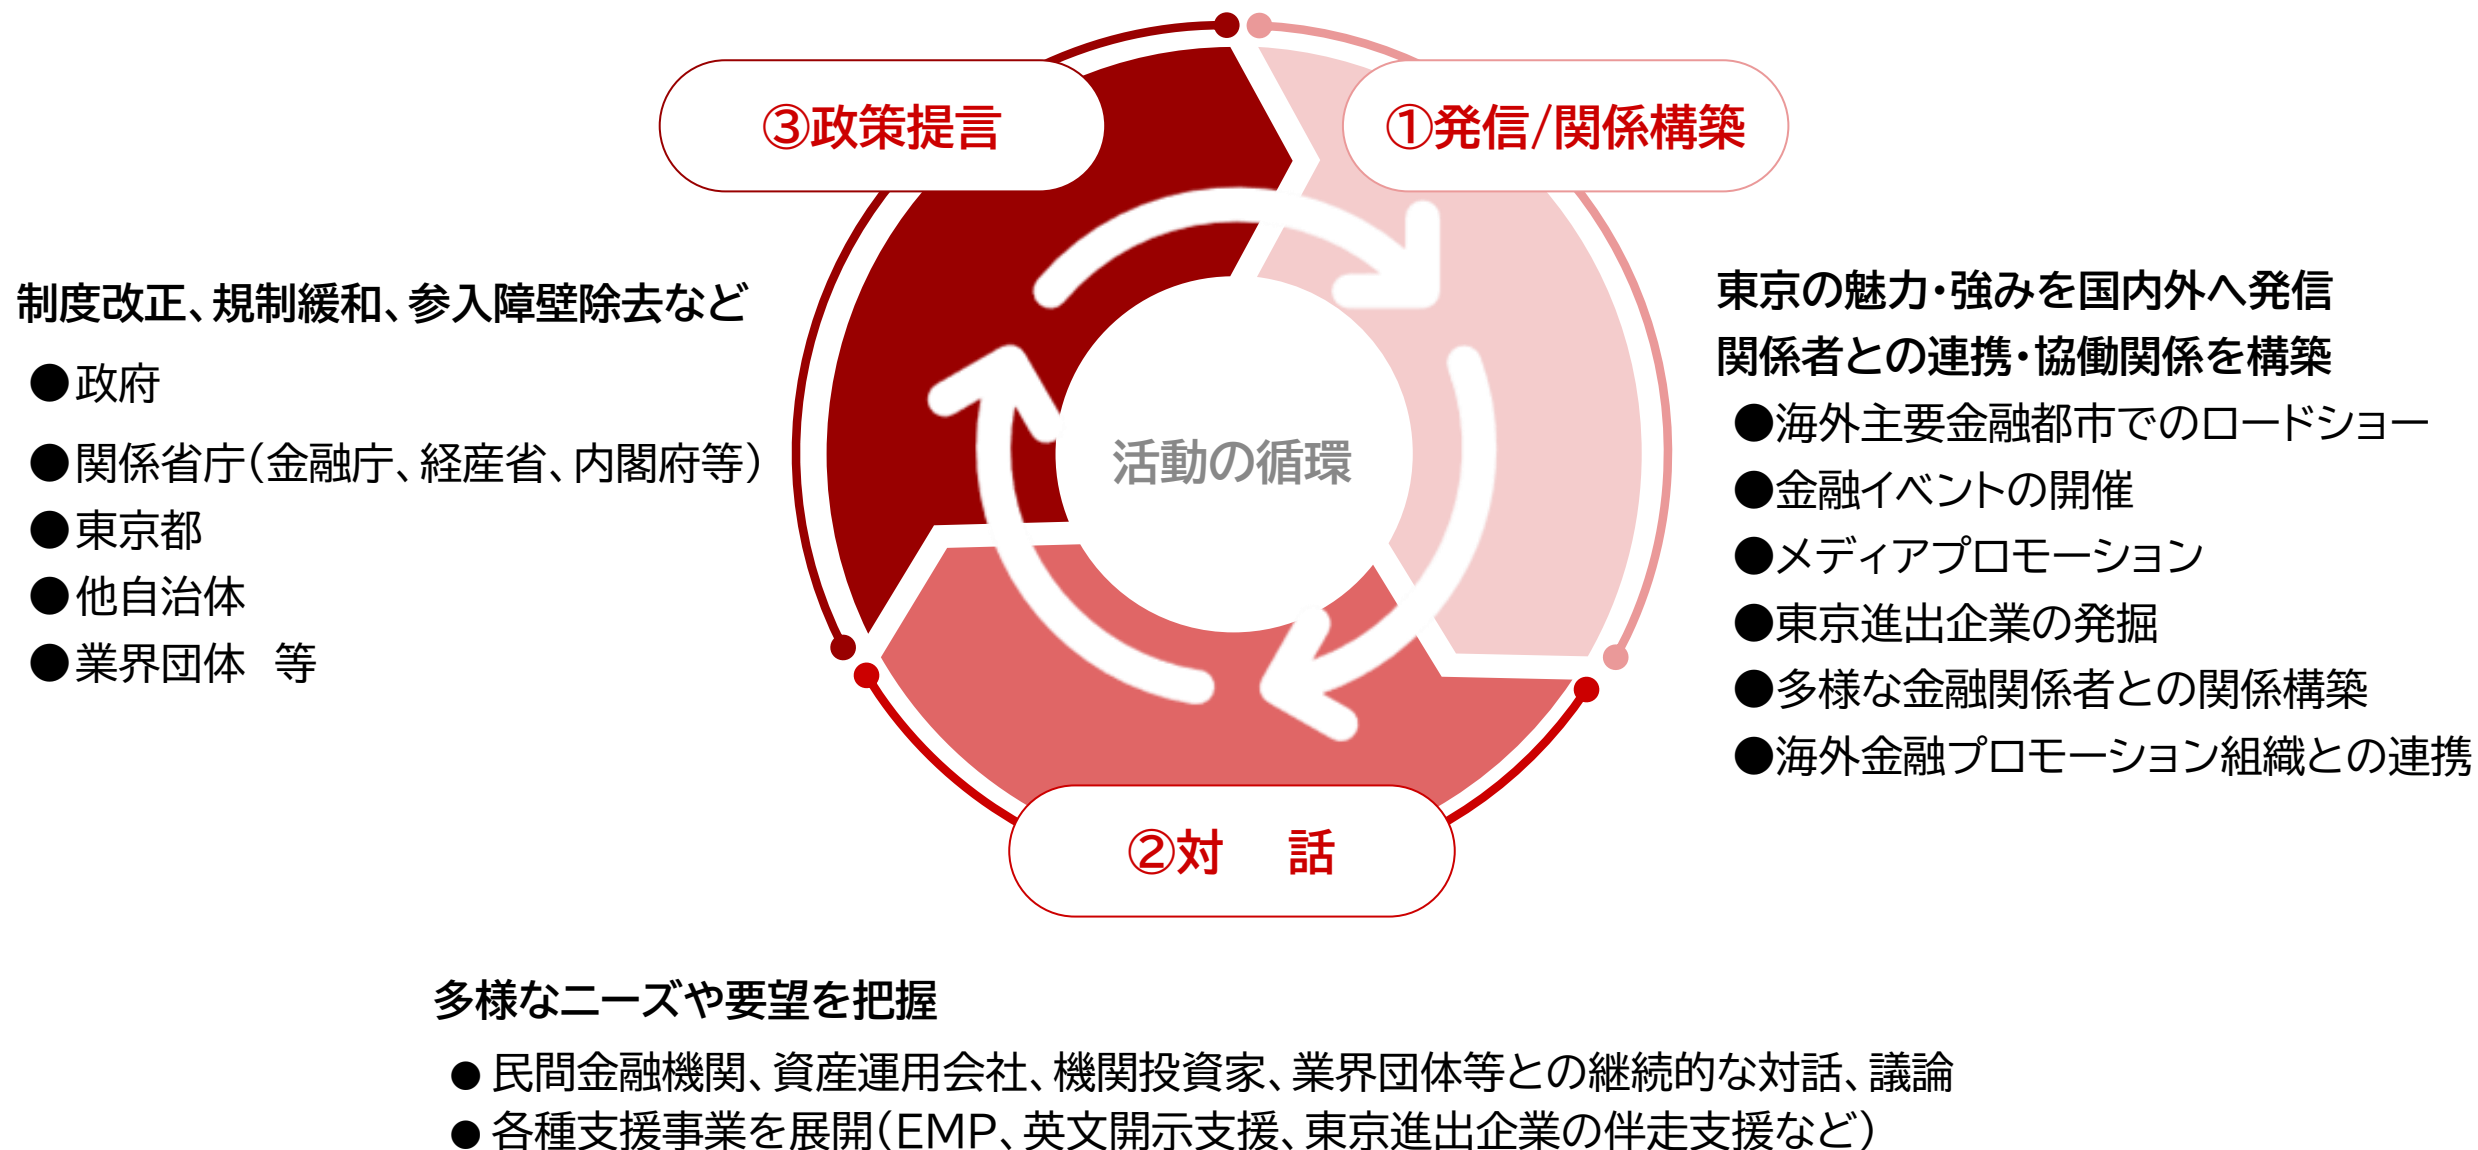 ③政策提言
①発信/関係構築
制度改正、規制緩和、参入障壁除去など
●政府
●関係省庁（金融庁、経産省、内閣府等）
●東京都
●他自治体
●業界団体　等
活動の循環
東京の魅力・強みを国内外へ発信
関係者との連携・協働関係を構築
●海外主要金融都市でのロードショー
●金融イベントの開催
●メディアプロモーション
●東京進出企業の発掘
●多様な金融関係者との関係構築
●海外金融プロモーション組織との連携
②対　話
多様なニーズや要望を把握
● 民間金融機関、資産運用会社、機関投資家、業界団体等との継続的な対話、議論
● 各種支援事業を展開（EMP、英文開示支援、東京進出企業の伴走支援など）